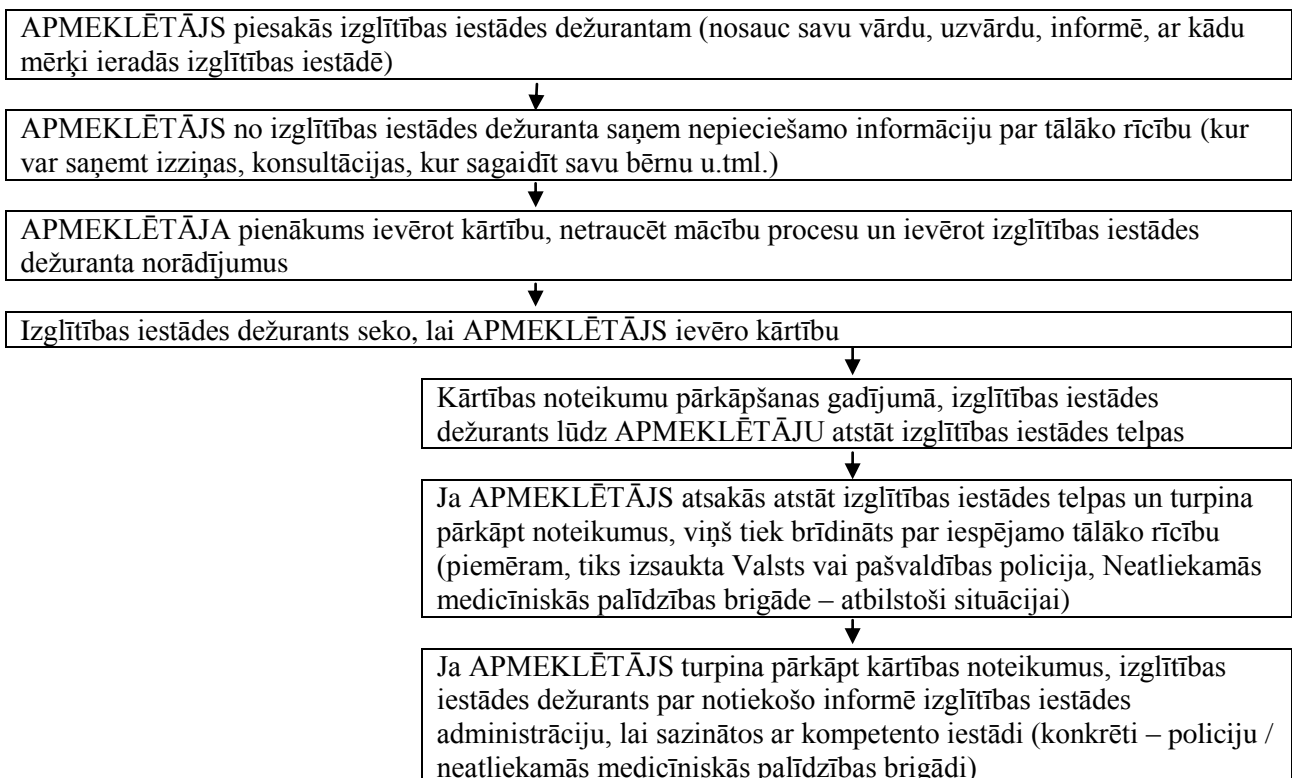 APMEKLĒTĀJS piesakās izglītības iestādes dežurantam (nosauc savu vārdu, uzvārdu, informē, ar kādu
mērķi ieradās izglītības iestādē)
APMEKLĒTĀJS no izglītības iestādes dežuranta saņem nepieciešamo informāciju par tālāko rīcību (kur
var saņemt izziņas, konsultācijas, kur sagaidīt savu bērnu u.tml.)
APMEKLĒTĀJA pienākums ievērot kārtību, netraucēt mācību procesu un ievērot izglītības iestādes
dežuranta norādījumus
Izglītības iestādes dežurants seko, lai APMEKLĒTĀJS ievēro kārtību
Kārtības noteikumu pārkāpšanas gadījumā, izglītības iestādes
dežurants lūdz APMEKLĒTĀJU atstāt izglītības iestādes telpas
Ja APMEKLĒTĀJS atsakās atstāt izglītības iestādes telpas un turpina
pārkāpt noteikumus, viņš tiek brīdināts par iespējamo tālāko rīcību
(piemēram, tiks izsaukta Valsts vai pašvaldības policija, Neatliekamās
medicīniskās palīdzības brigāde – atbilstoši situācijai)
Ja APMEKLĒTĀJS turpina pārkāpt kārtības noteikumus, izglītības
iestādes dežurants par notiekošo informē izglītības iestādes
administrāciju, lai sazinātos ar kompetento iestādi (konkrēti – policiju /
neatliekamās medicīniskās palīdzības brigādi)